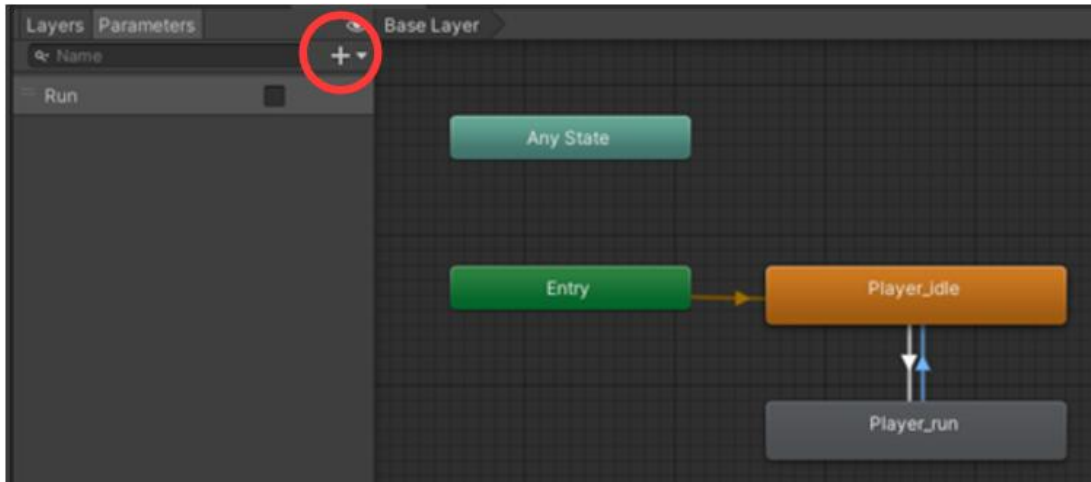 Layers Parameters
Base Layer
Name
Run
Any State
Entry
Player_idle
Player_run